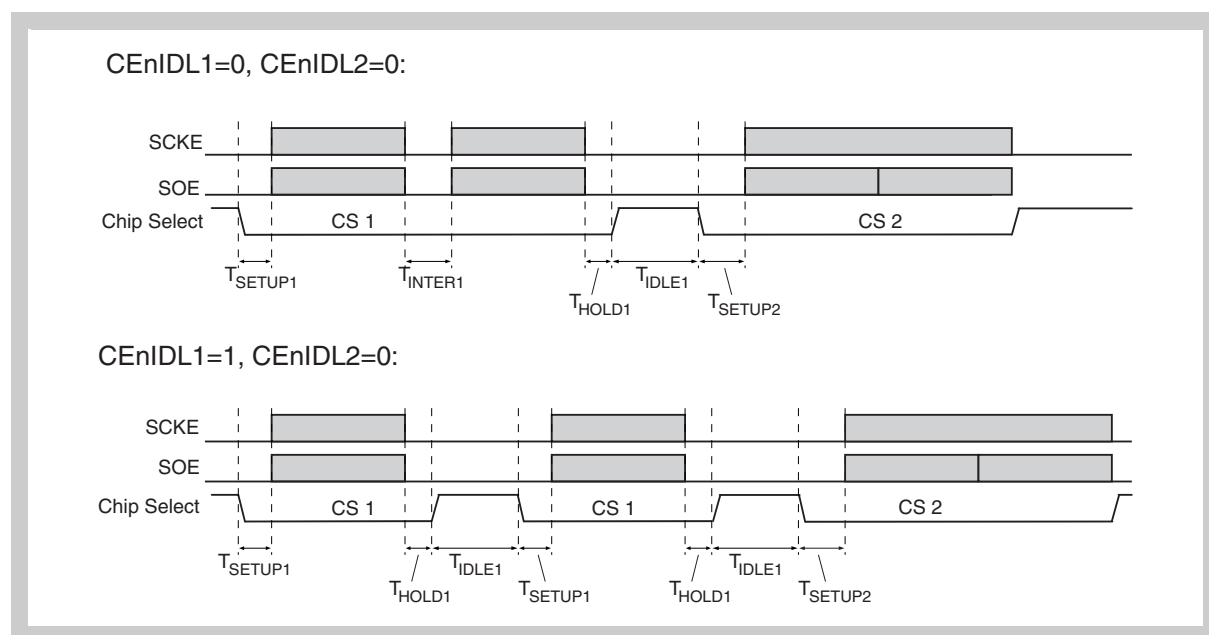 CEnIDL1=0, CEnIDL2=0:
SCKE
SOE
Chip Select CS 1 CS 2
TSETUP1 TINTER1 THOLD1 TIDLE1 TSETUP2
CEnIDL1=1, CEnIDL2=0:
SCKE
SOE
Chip Select CS 1 CS 1 CS 2
TSETUP1 THOLD1 TIDLE1 TSETUP1 THOLD1 TIDLE1 TSETUP2